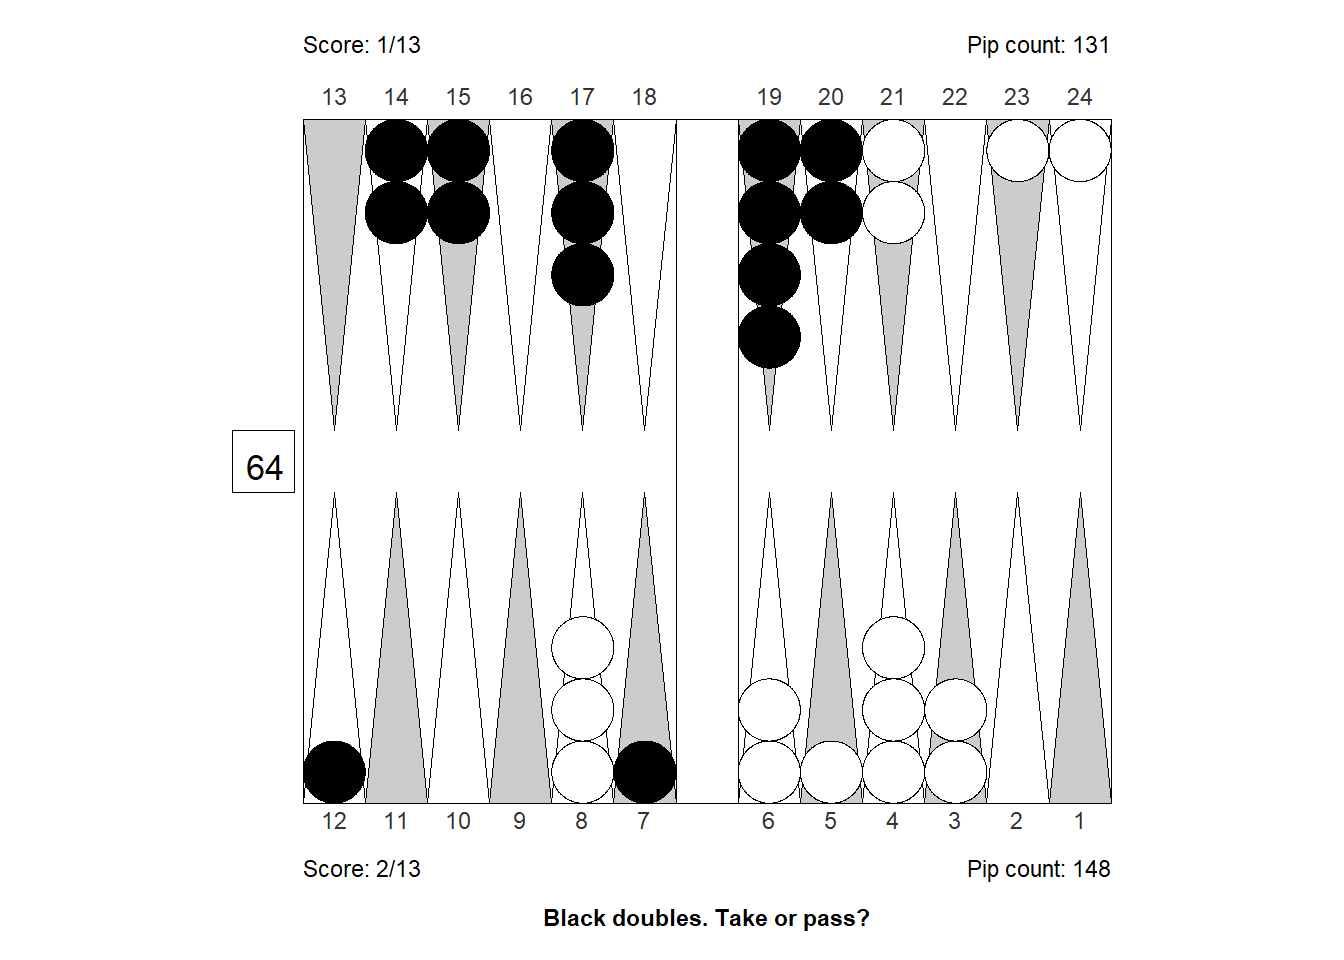 Score: 1/13 Pip count: 131
13 14 15 16 17 18 19 20 21 22 23 24
64
12 11 10 9 8 7 6 5 4 3 2 1
Score: 2/13 Pip count: 148
Black doubles. Take or pass?